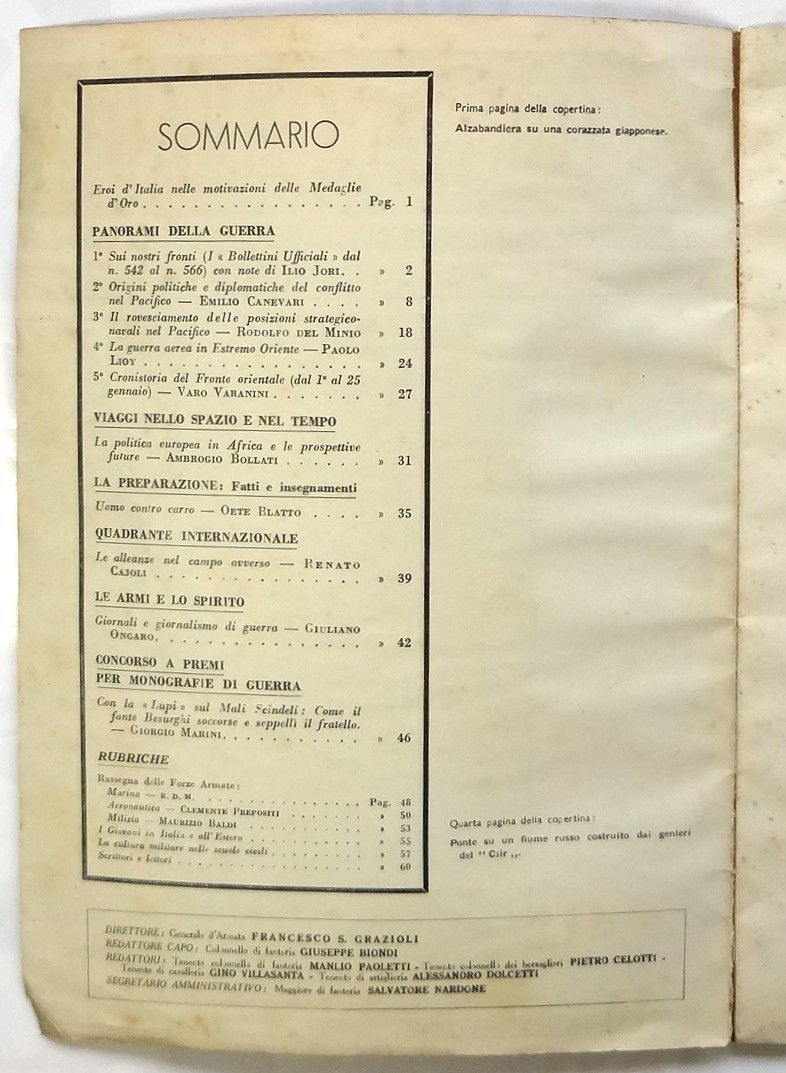 SOMMARIO
Eroi d'Italia nelle motivazioni delle Medaglie
d'Oro . . . . . . . . . . . . . . . . . Pag. 1
PANORAMI DELLA GUERRA
1° Sui nostri fronti (I « Bollettini Ufficiali » dal
n. 542 al n. 566) con note di ILIO JORI. . » 2
2° Origini politiche e diplomatiche del conflitto
nel Pacifico — EMILIO CANEVARI . . . . » 8
3° Il rovesciamento delle posizioni strategico-
navali nel Pacifico — RODOLFO DEL MINIO » 18
4° La guerra aerea in Estremo Oriente — PAOLO
LIOY . . . . . . . . . . . . . . . . » 24
5° Cronistoria del Fronte orientale (dal 1° al 25
gennaio) — VARO VARANINI . . . . . . . » 27
VIAGGI NELLO SPAZIO E NEL TEMPO
La politica europea in Africa e le prospettive
future — AMBROGIO BOLLATI . . . . . . » 31
LA PREPARAZIONE: Fatti e insegnamenti
Uomo contro carro — OETE BLATTO . . . . » 35
QUADRANTE INTERNAZIONALE
Le alleanze nel campo avverso — RENATO
CAJOLI . . . . . . . . . . . . . . . . » 39
LE ARMI E LO SPIRITO
Giornali e giornalismo di guerra — GIULIANO
ONGARO. . . . . . . . . . . . . . . . » 42
CONCORSO A PREMI
PER MONOGRAFIE DI GUERRA
Con la « Lupi » sul Mali Scindeli: Come il
fante Besurghi soccorse e seppellì il fratello.
— GIORGIO MARINI. . . . . . . . . . . » 46
RUBRICHE
Rassegna delle Forze Armate:
Marina — R. D. M. . . . . . . . . . . . . Pag. 48
Aeronautica — CLEMENTE PREPOSITI . . . . . » 50
Milizia — MAURIZIO BALDI . . . . . . . . » 53
I Giovani in Italia e all'Estero . . . . . . . . » 55
La cultura militare nelle scuole civili . . . . . . . » 57
Scrittori e lettori . . . . . . . . . . . . . . » 60
Prima pagina della copertina:
Alzabandiera su una corazzata giapponese.
Quarta pagina della copertina:
Ponte su un fiume russo costruito dai genieri
del "Csir ,,.
DIRETTORE: Generale d'Armata FRANCESCO S. GRAZIOLI
REDATTORE CAPO: Colonnello di fanteria GIUSEPPE BIONDI
REDATTORI: Tenente colonnello di fanteria MANLIO PAOLETTI - Tenente colonnello dei bersaglieri PIETRO CELOTTI -
Tenente di cavalleria GINO VILLASANTA - Tenente di artiglieria ALESSANDRO DOLCETTI
SEGRETARIO AMMINISTRATIVO: Maggiore di fanteria SALVATORE NARDONE